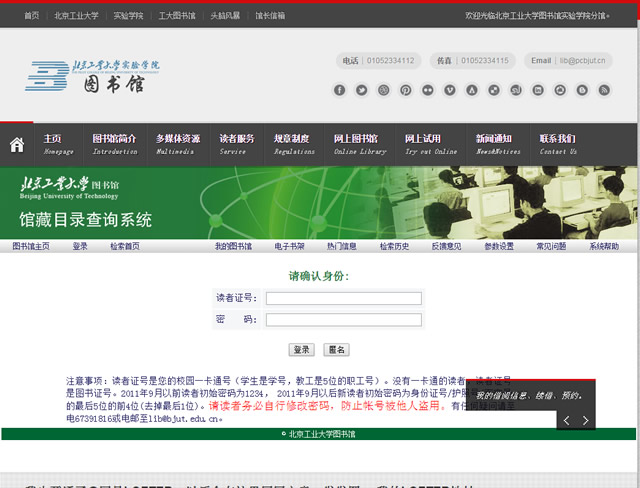 首页 | 北京工业大学 | 实验学院 | 工大图书馆 | 头脑风暴 | 馆长信箱
欢迎光临北京工业大学图书馆实验学院分馆。
北京工业大学实验学院
图书馆
电话 | 01052334112
传真 | 01052334115
Email | lib@pcbjut.cn
主页 图书馆简介 多媒体资源 读者服务 规章制度 网上图书馆 网上试用 新闻通知 联系我们
Homepage Introduction Multimedia Service Regulations Online Library Try out Online News&Notices Contact Us
北京工业大学 图书馆
Beijing University of Technology
馆藏目录查询系统
图书馆主页 登录 检索首页 我的图书馆 电子书架 热门信息 检索历史 反馈意见 参数设置 常见问题 系统帮助
请确认身份:
读者证号:
密 码:
登录 匿名
注意事项: 读者证号是您的校园一卡通号（学生是学号，教工是5位的职工号）。没有一卡通的读者，读者证号
是图书证号。2011年9月以前读者初始密码为1234， 2011年9月以后新读者初始密码为身份证号/护照号
的最后5位的前4位(去掉最后1位)。请读者务必自行修改密码，防止帐号被他人盗用。有任何疑问请至
电67391816或电邮至lib@bjut.edu.cn。
我的借阅信息、续借、预约。
© 北京工业大学图书馆